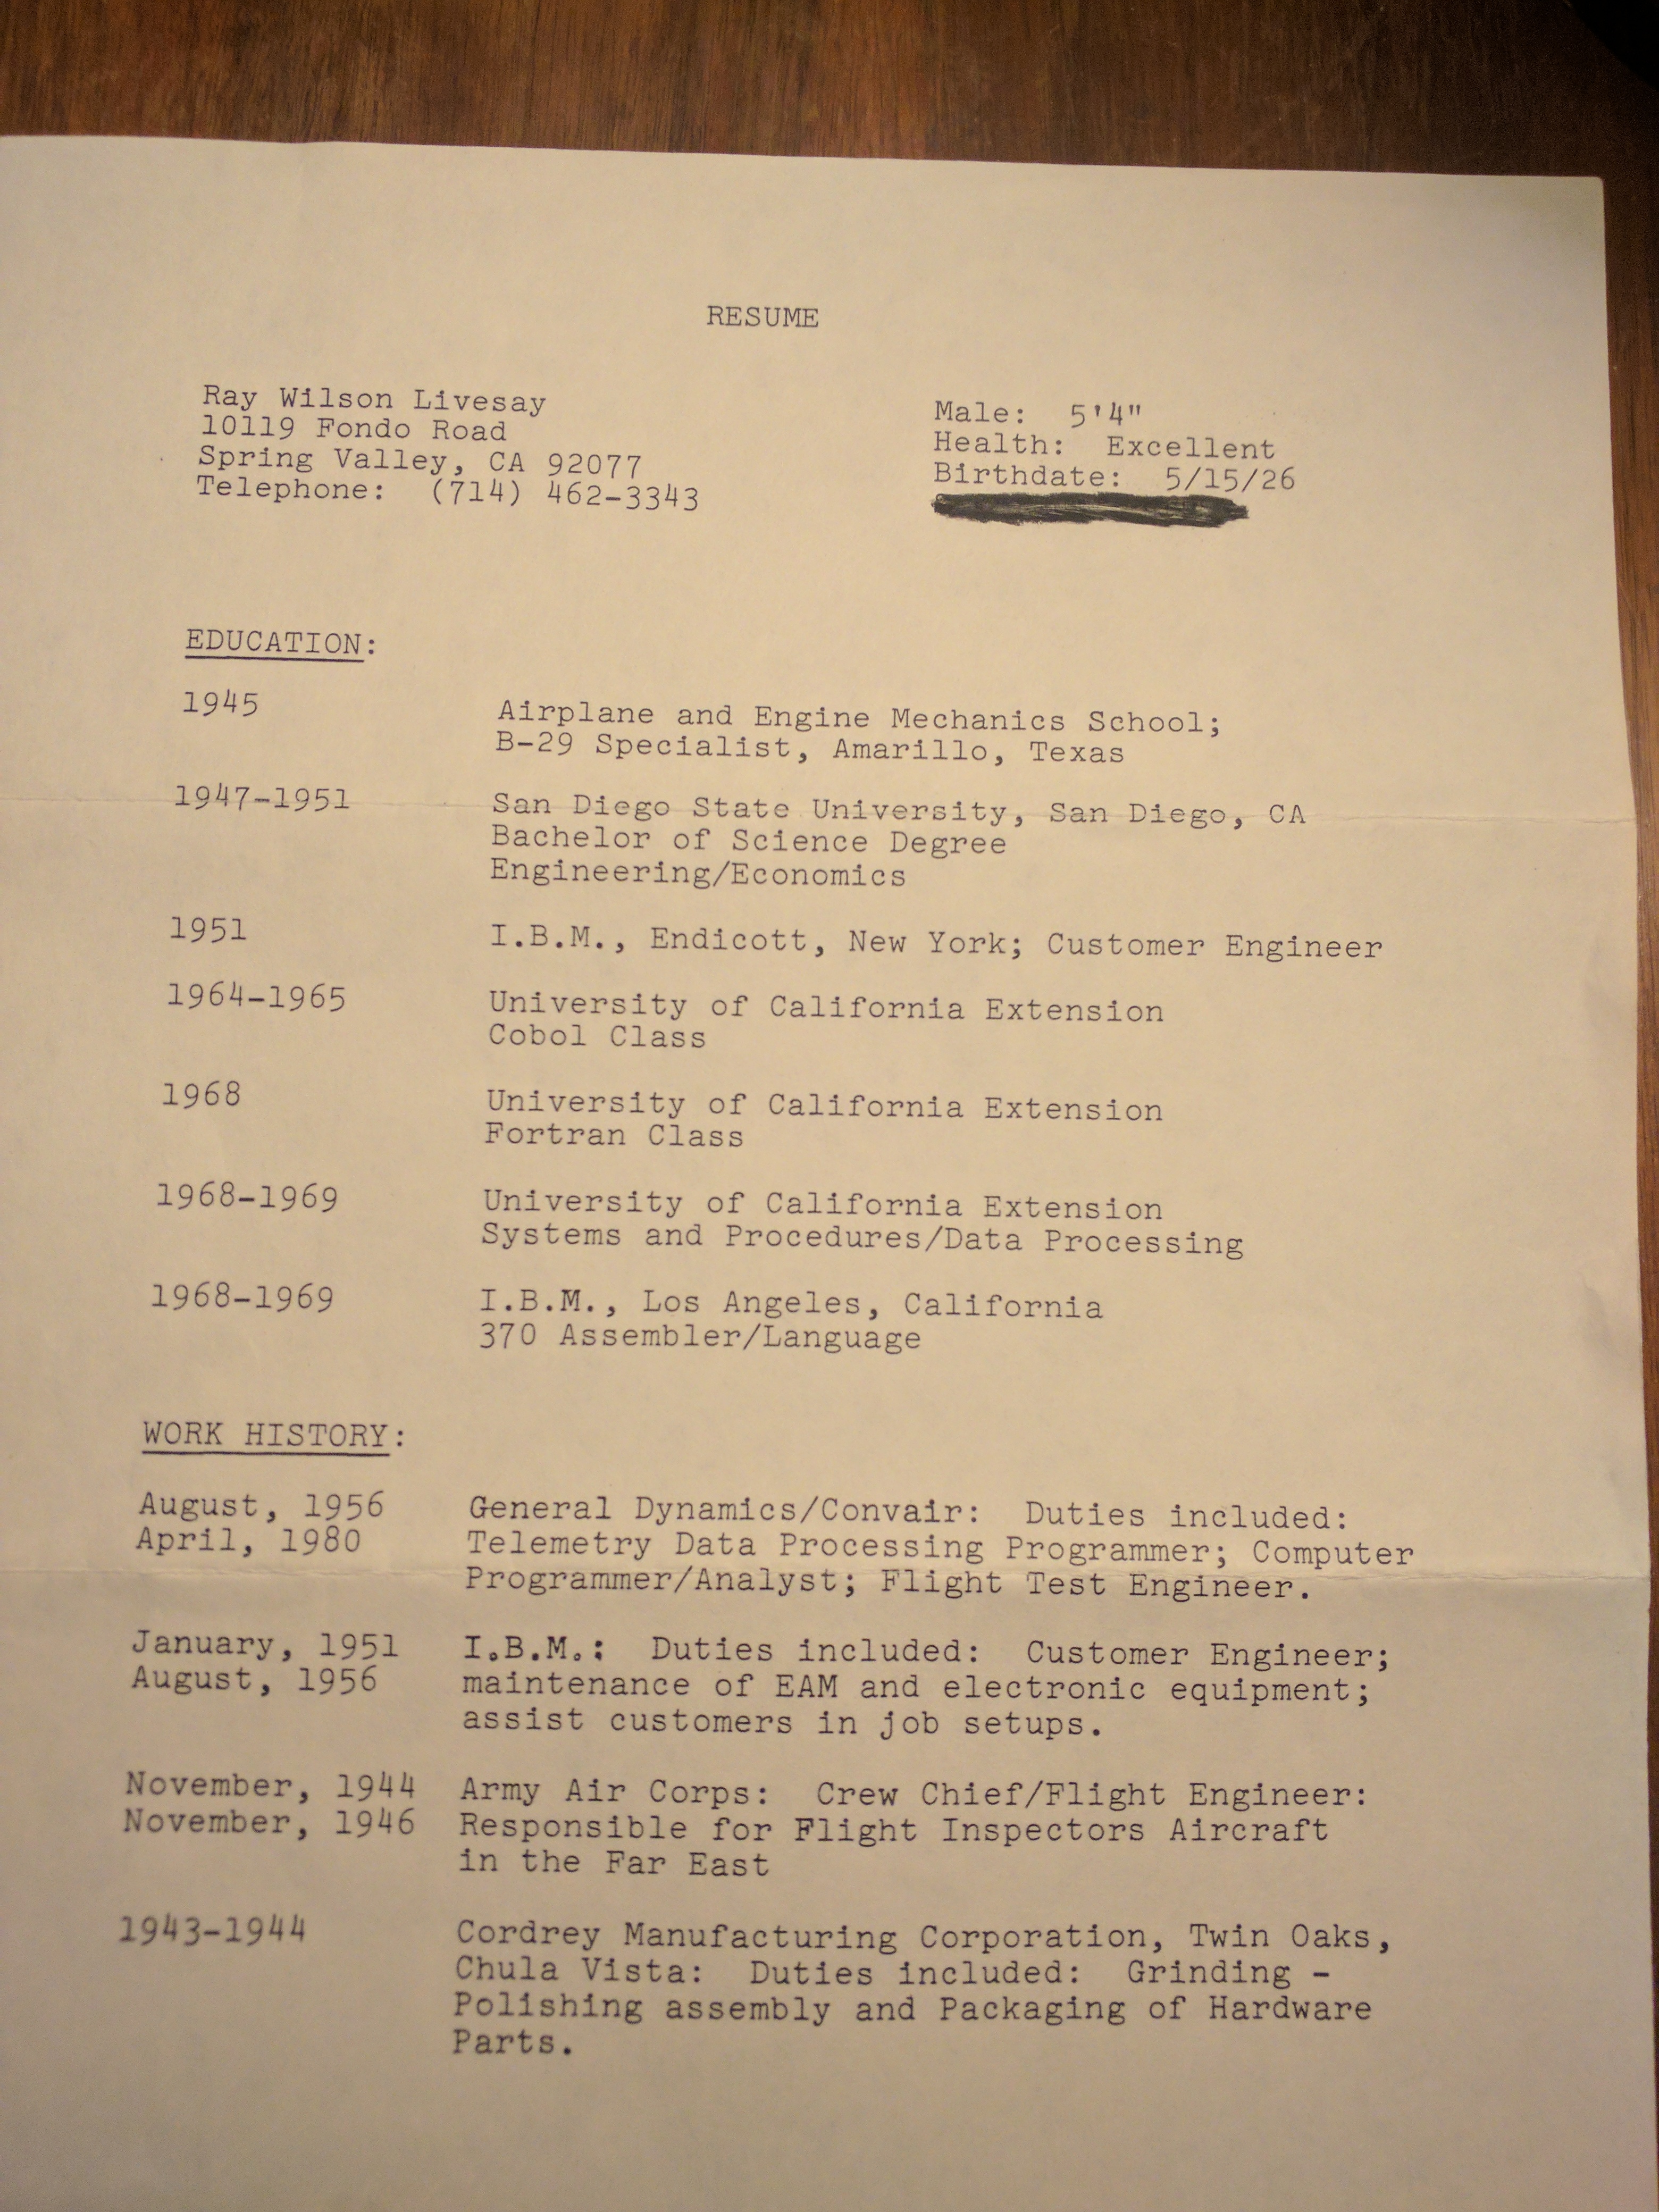 RESUME
Ray Wilson Livesay
10119 Fondo Road
Spring Valley, CA 92077
Telephone: (714) 462-3343
Male: 5'4"
Health: Excellent
Birthdate: 5/15/26
EDUCATION:
1945 Airplane and Engine Mechanics School;
B-29 Specialist, Amarillo, Texas
1947-1951 San Diego State University, San Diego, CA
Bachelor of Science Degree
Engineering/Economics
1951 I.B.M., Endicott, New York; Customer Engineer
1964-1965 University of California Extension
Cobol Class
1968 University of California Extension
Fortran Class
1968-1969 University of California Extension
Systems and Procedures/Data Processing
1968-1969 I.B.M., Los Angeles, California
370 Assembler/Language
WORK HISTORY:
August, 1956 General Dynamics/Convair: Duties included:
April, 1980 Telemetry Data Processing Programmer; Computer
Programmer/Analyst; Flight Test Engineer.
January, 1951 I.B.M.: Duties included: Customer Engineer;
August, 1956 maintenance of EAM and electronic equipment;
assist customers in job setups.
November, 1944 Army Air Corps: Crew Chief/Flight Engineer:
November, 1946 Responsible for Flight Inspectors Aircraft
in the Far East
1943-1944 Cordrey Manufacturing Corporation, Twin Oaks,
Chula Vista: Duties included: Grinding -
Polishing assembly and Packaging of Hardware
Parts.